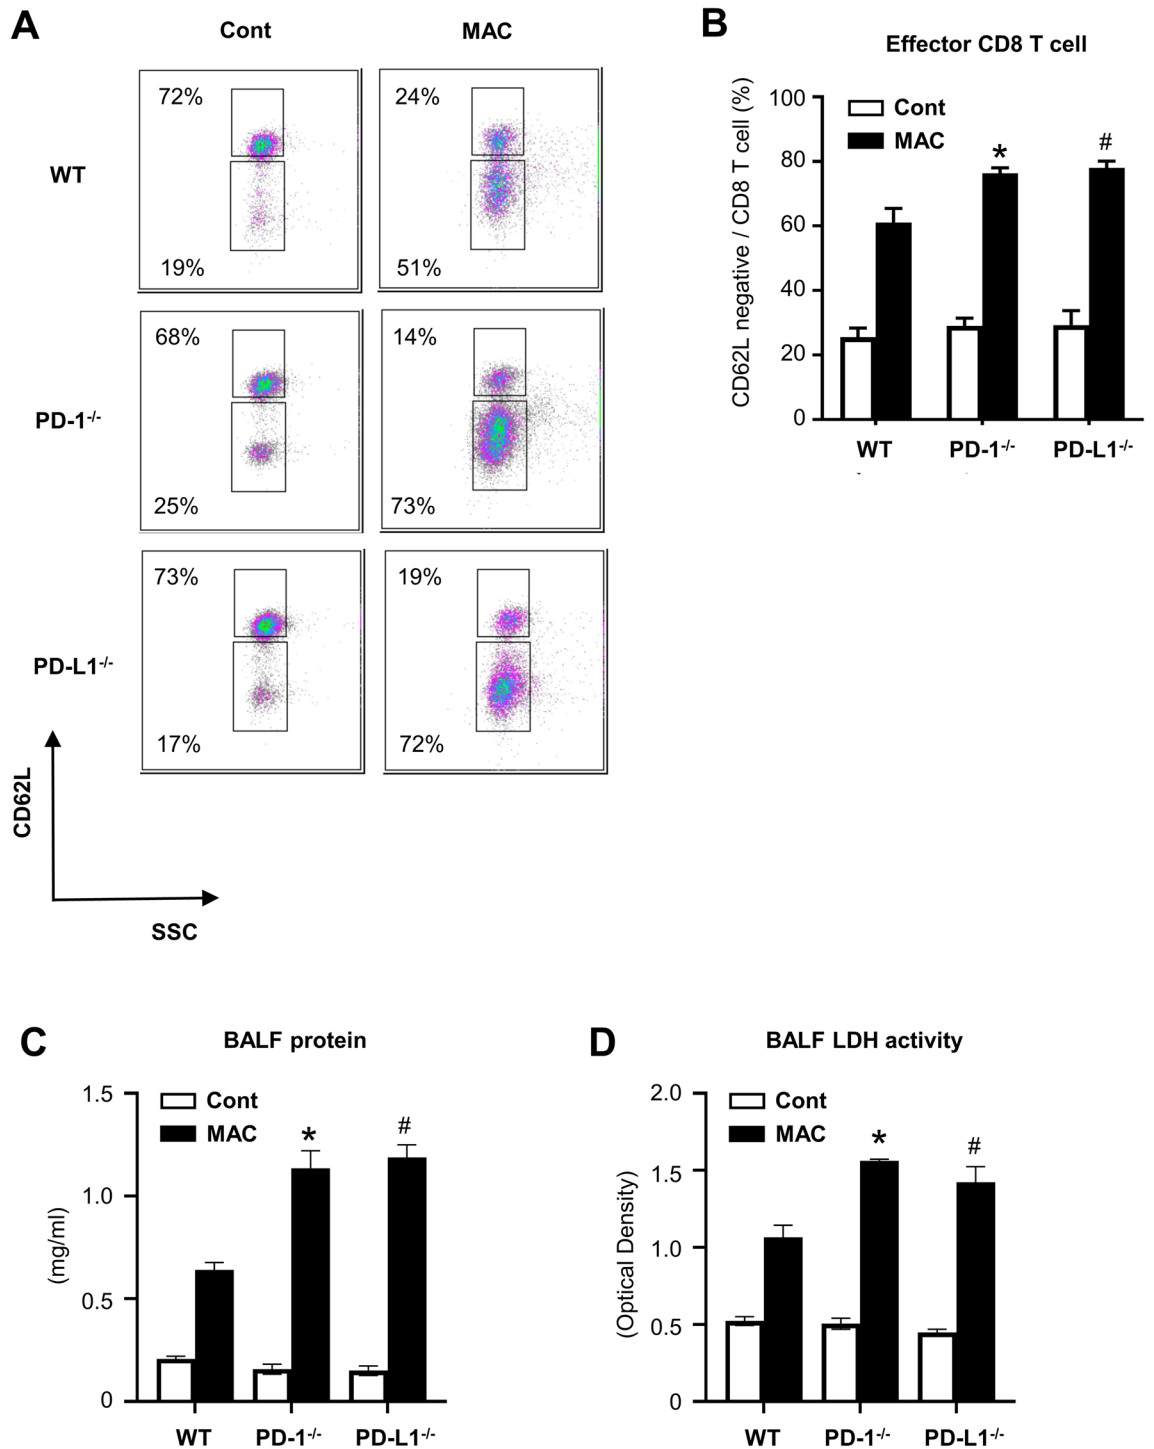 A
Cont
MAC
WT
72%
19%
24%
51%
PD-1-/-
68%
25%
14%
73%
PD-L1-/-
73%
17%
19%
72%
CD62L
SSC
B
Effector CD8 T cell
CD62L negative / CD8 T cell (%)
100
80
60
40
20
0
Cont
MAC
*
#
WT
PD-1-/-
PD-L1-/-
C
BALF protein
(mg/ml)
1.5
1.0
0.5
0
Cont
MAC
*
#
WT
PD-1-/-
PD-L1-/-
D
BALF LDH activity
(Optical Density)
2.0
1.5
1.0
0.5
0
Cont
MAC
*
#
WT
PD-1-/-
PD-L1-/-